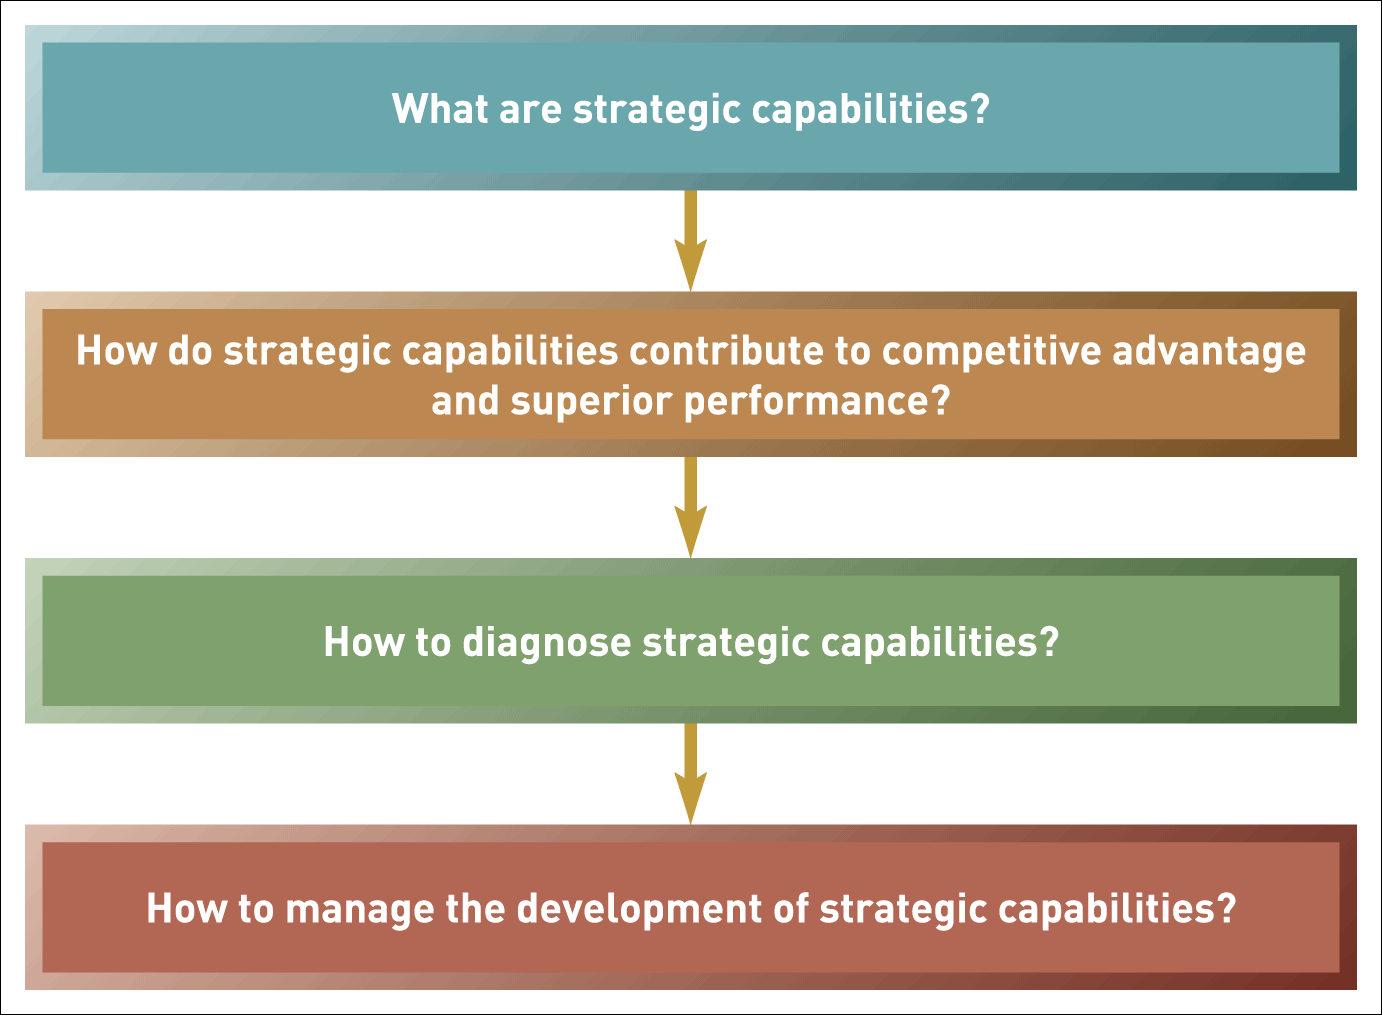 What are strategic capabilities?
How do strategic capabilities contribute to competitive advantage
and superior performance?
How to diagnose strategic capabilities?
How to manage the development of strategic capabilities?